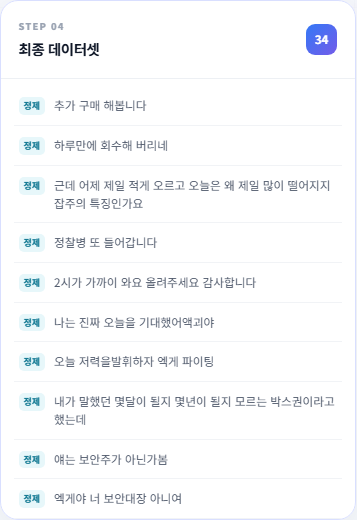 STEP 04
최종 데이터셋
34
정제 추가 구매 해봅니다
정제 하루만에 회수해 버리네
정제 근데 어제 제일 적게 오르고 오늘은 왜 제일 많이 떨어지지
잡주의 특징인가요
정제 정찰병 또 들어갑니다
정제 2시가 가까이 와요 올려주세요 감사합니다
정제 나는 진짜 오늘을 기대했어액괴야
정제 오늘 저력을발휘하자 엑게 파이팅
정제 내가 말했던 몇달이 될지 몇년이 될지 모르는 박스권이라고
했는데
정제 얘는 보안주가 아닌가봄
정제 엑게야 너 보안대장 아니여